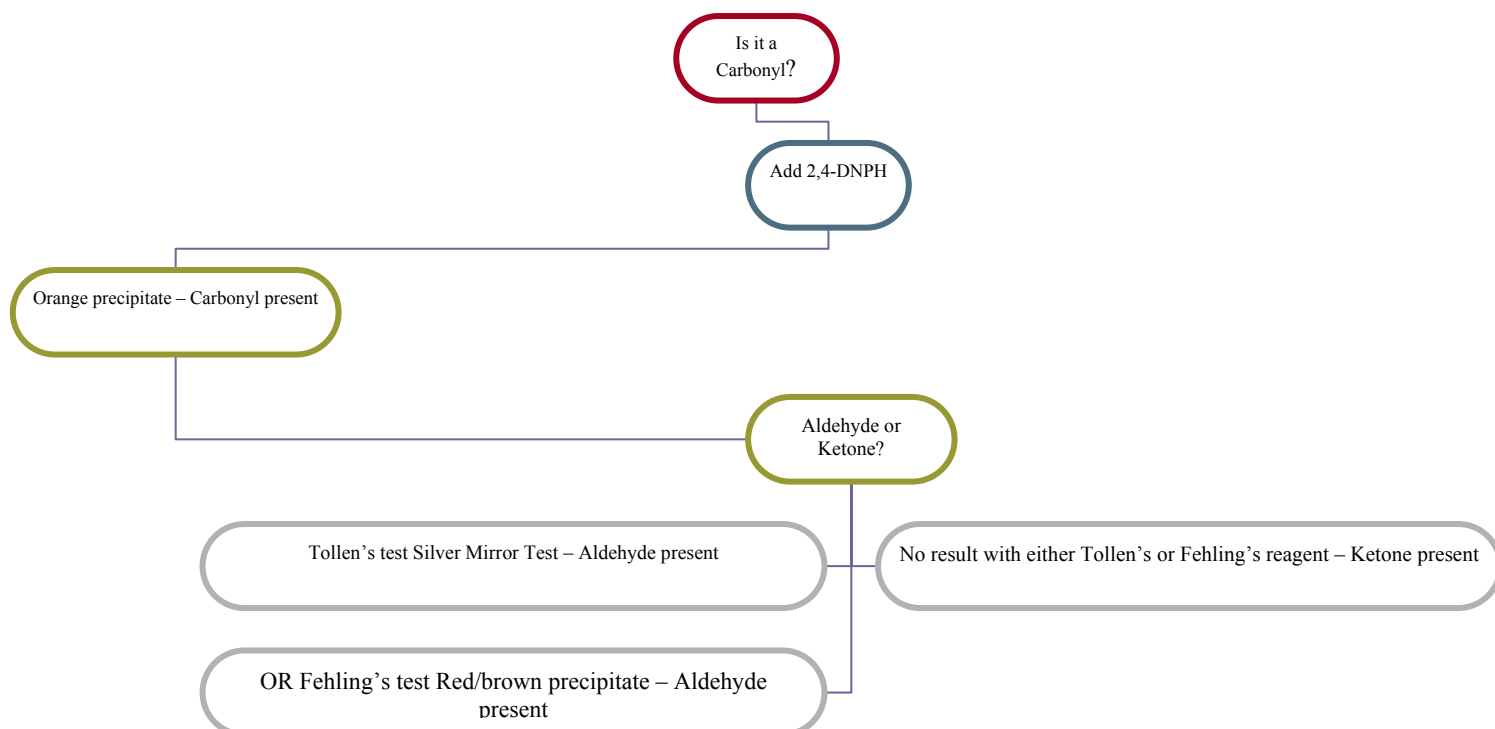 Is it a
Carbonyl?
Add 2,4-DNPH
Orange precipitate – Carbonyl present
Aldehyde or
Ketone?
Tollen’s test Silver Mirror Test – Aldehyde present
No result with either Tollen’s or Fehling’s reagent – Ketone present
OR Fehling’s test Red/brown precipitate – Aldehyde
present